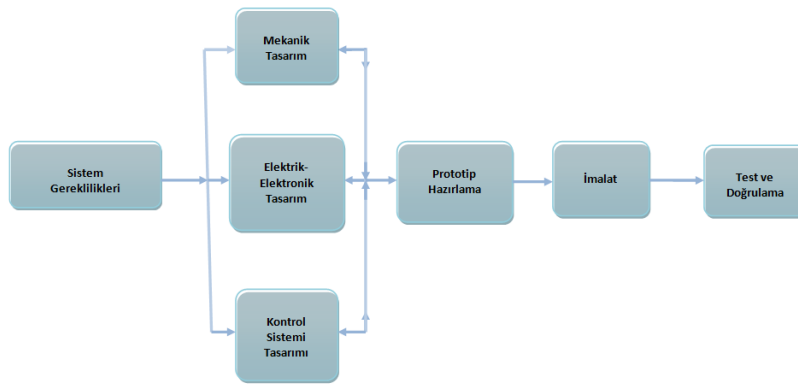 Sistem
Gereklilikleri
Mekanik
Tasarım
Elektrik-
Elektronik
Tasarım
Kontrol
Sistemi
Tasarımı
Prototip
Hazırlama
İmalat
Test ve
Doğrulama